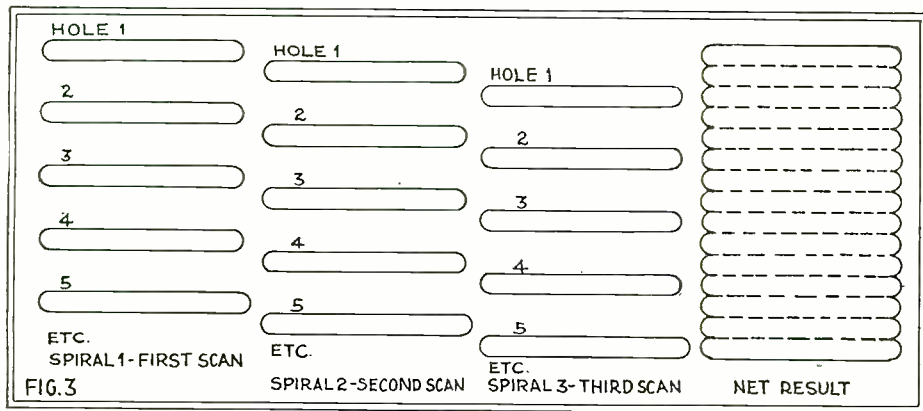 HOLE 1
2
3
4
5
ETC.
SPIRAL 1-FIRST SCAN
HOLE 1
2
3
4
5
ETC.
SPIRAL 2-SECOND SCAN
HOLE 1
2
3
4
5
ETC.
SPIRAL 3-THIRD SCAN
NET RESULT
FIG.3